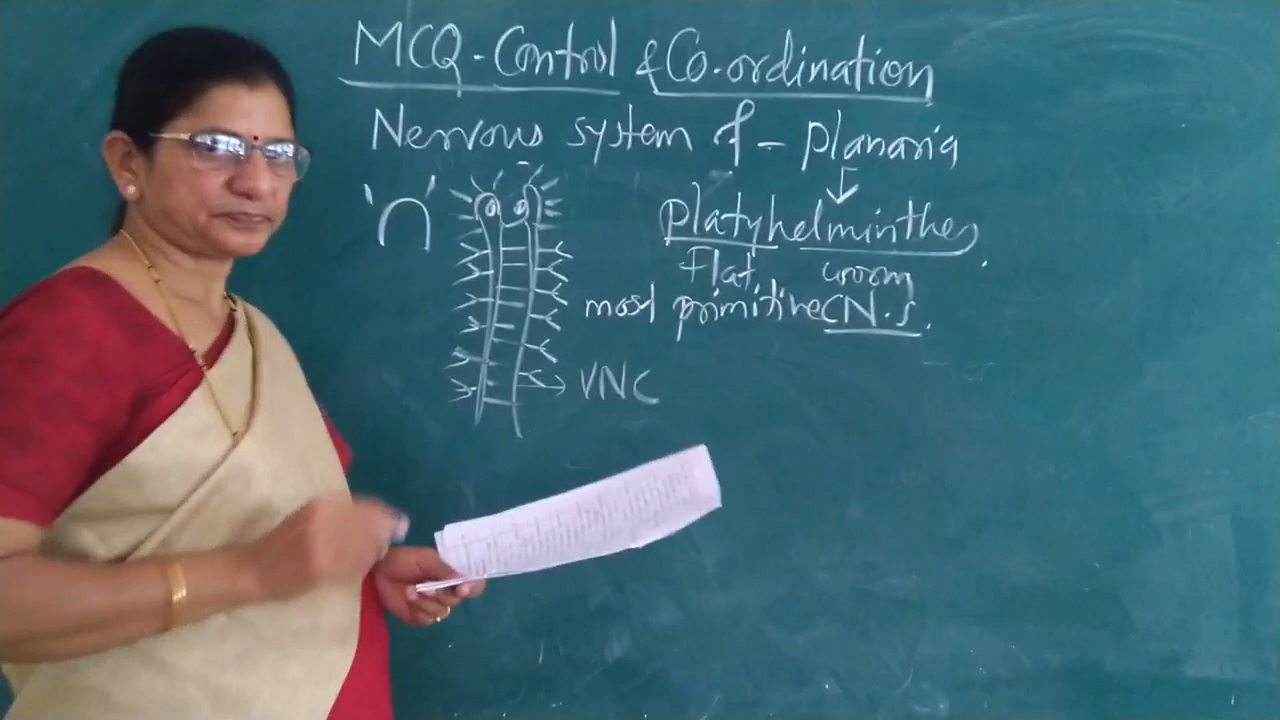 MCQ - Control & Co-ordination
Nervous system of - Planaria
'∩'
Platyhelminthes.
Flat, worm
most primitive CN.S.
VNC